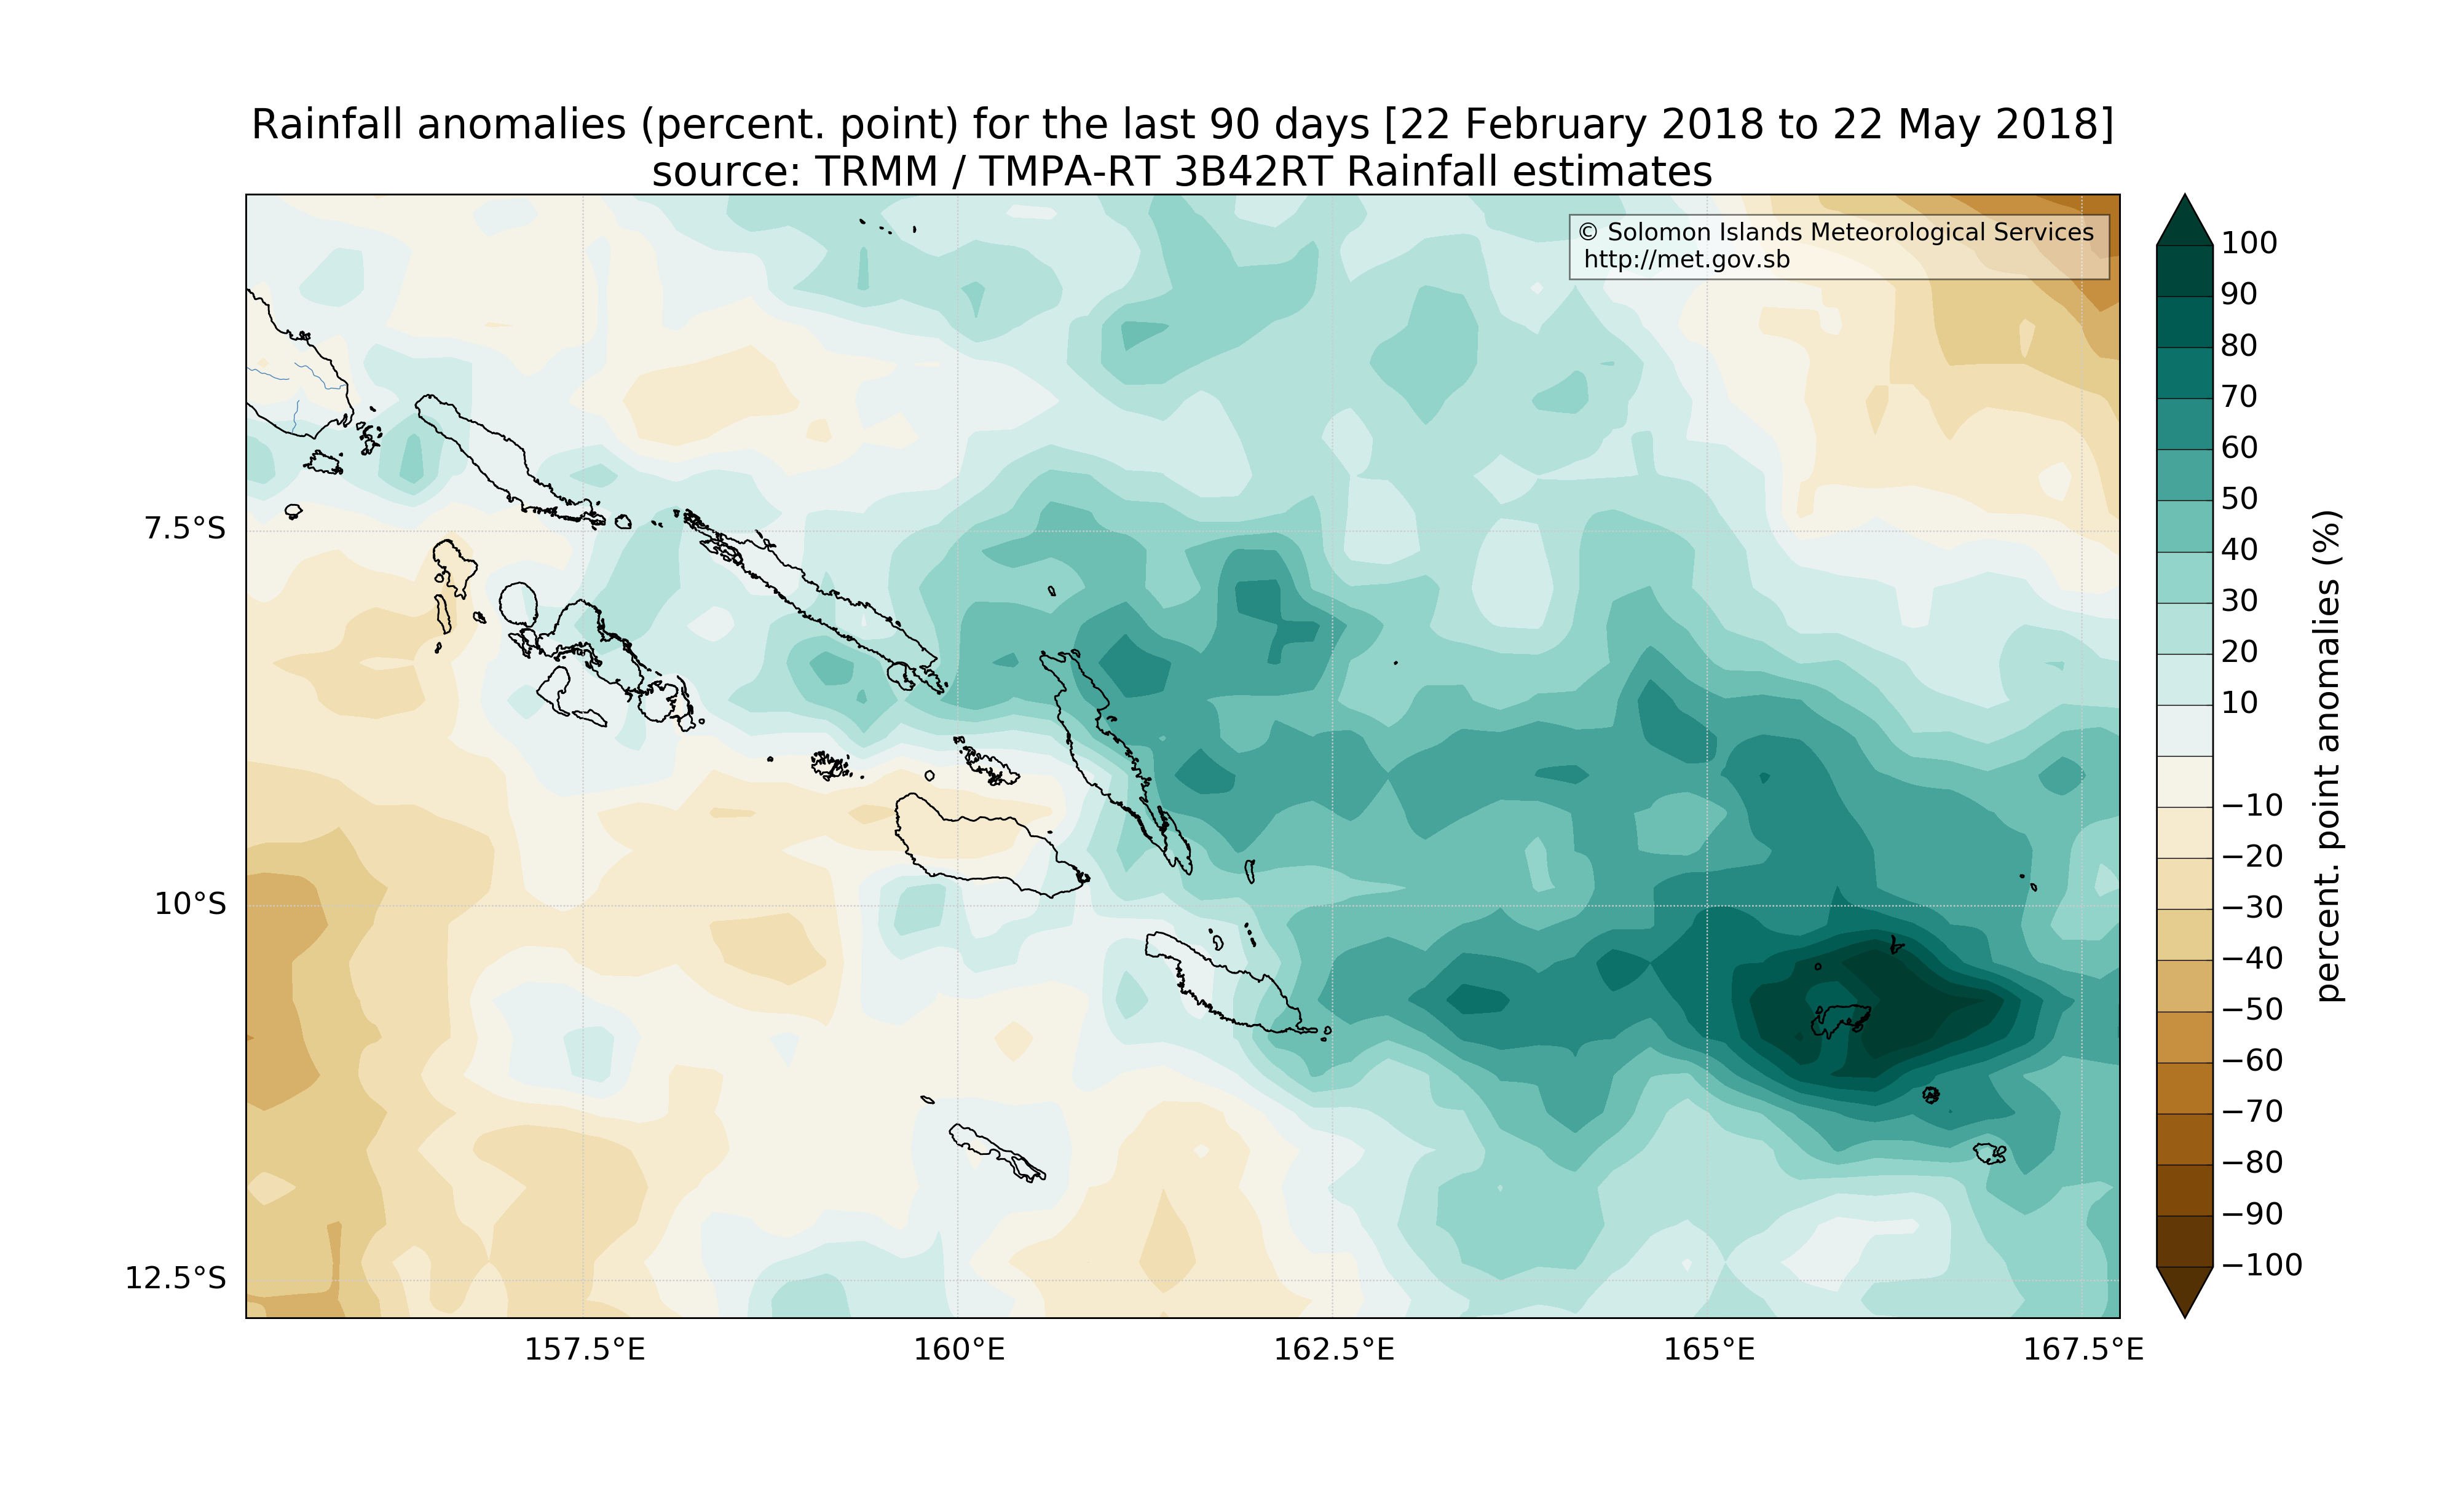 Rainfall anomalies (percent. point) for the last 90 days [22 February 2018 to 22 May 2018]
source: TRMM / TMPA-RT 3B42RT Rainfall estimates
© Solomon Islands Meteorological Services
http://met.gov.sb
7.5°S
10°S
12.5°S
157.5°E
160°E
162.5°E
165°E
167.5°E
100
90
80
70
60
50
40
30
20
10
−10
−20
−30
−40
−50
−60
−70
−80
−90
−100
percent. point anomalies (%)